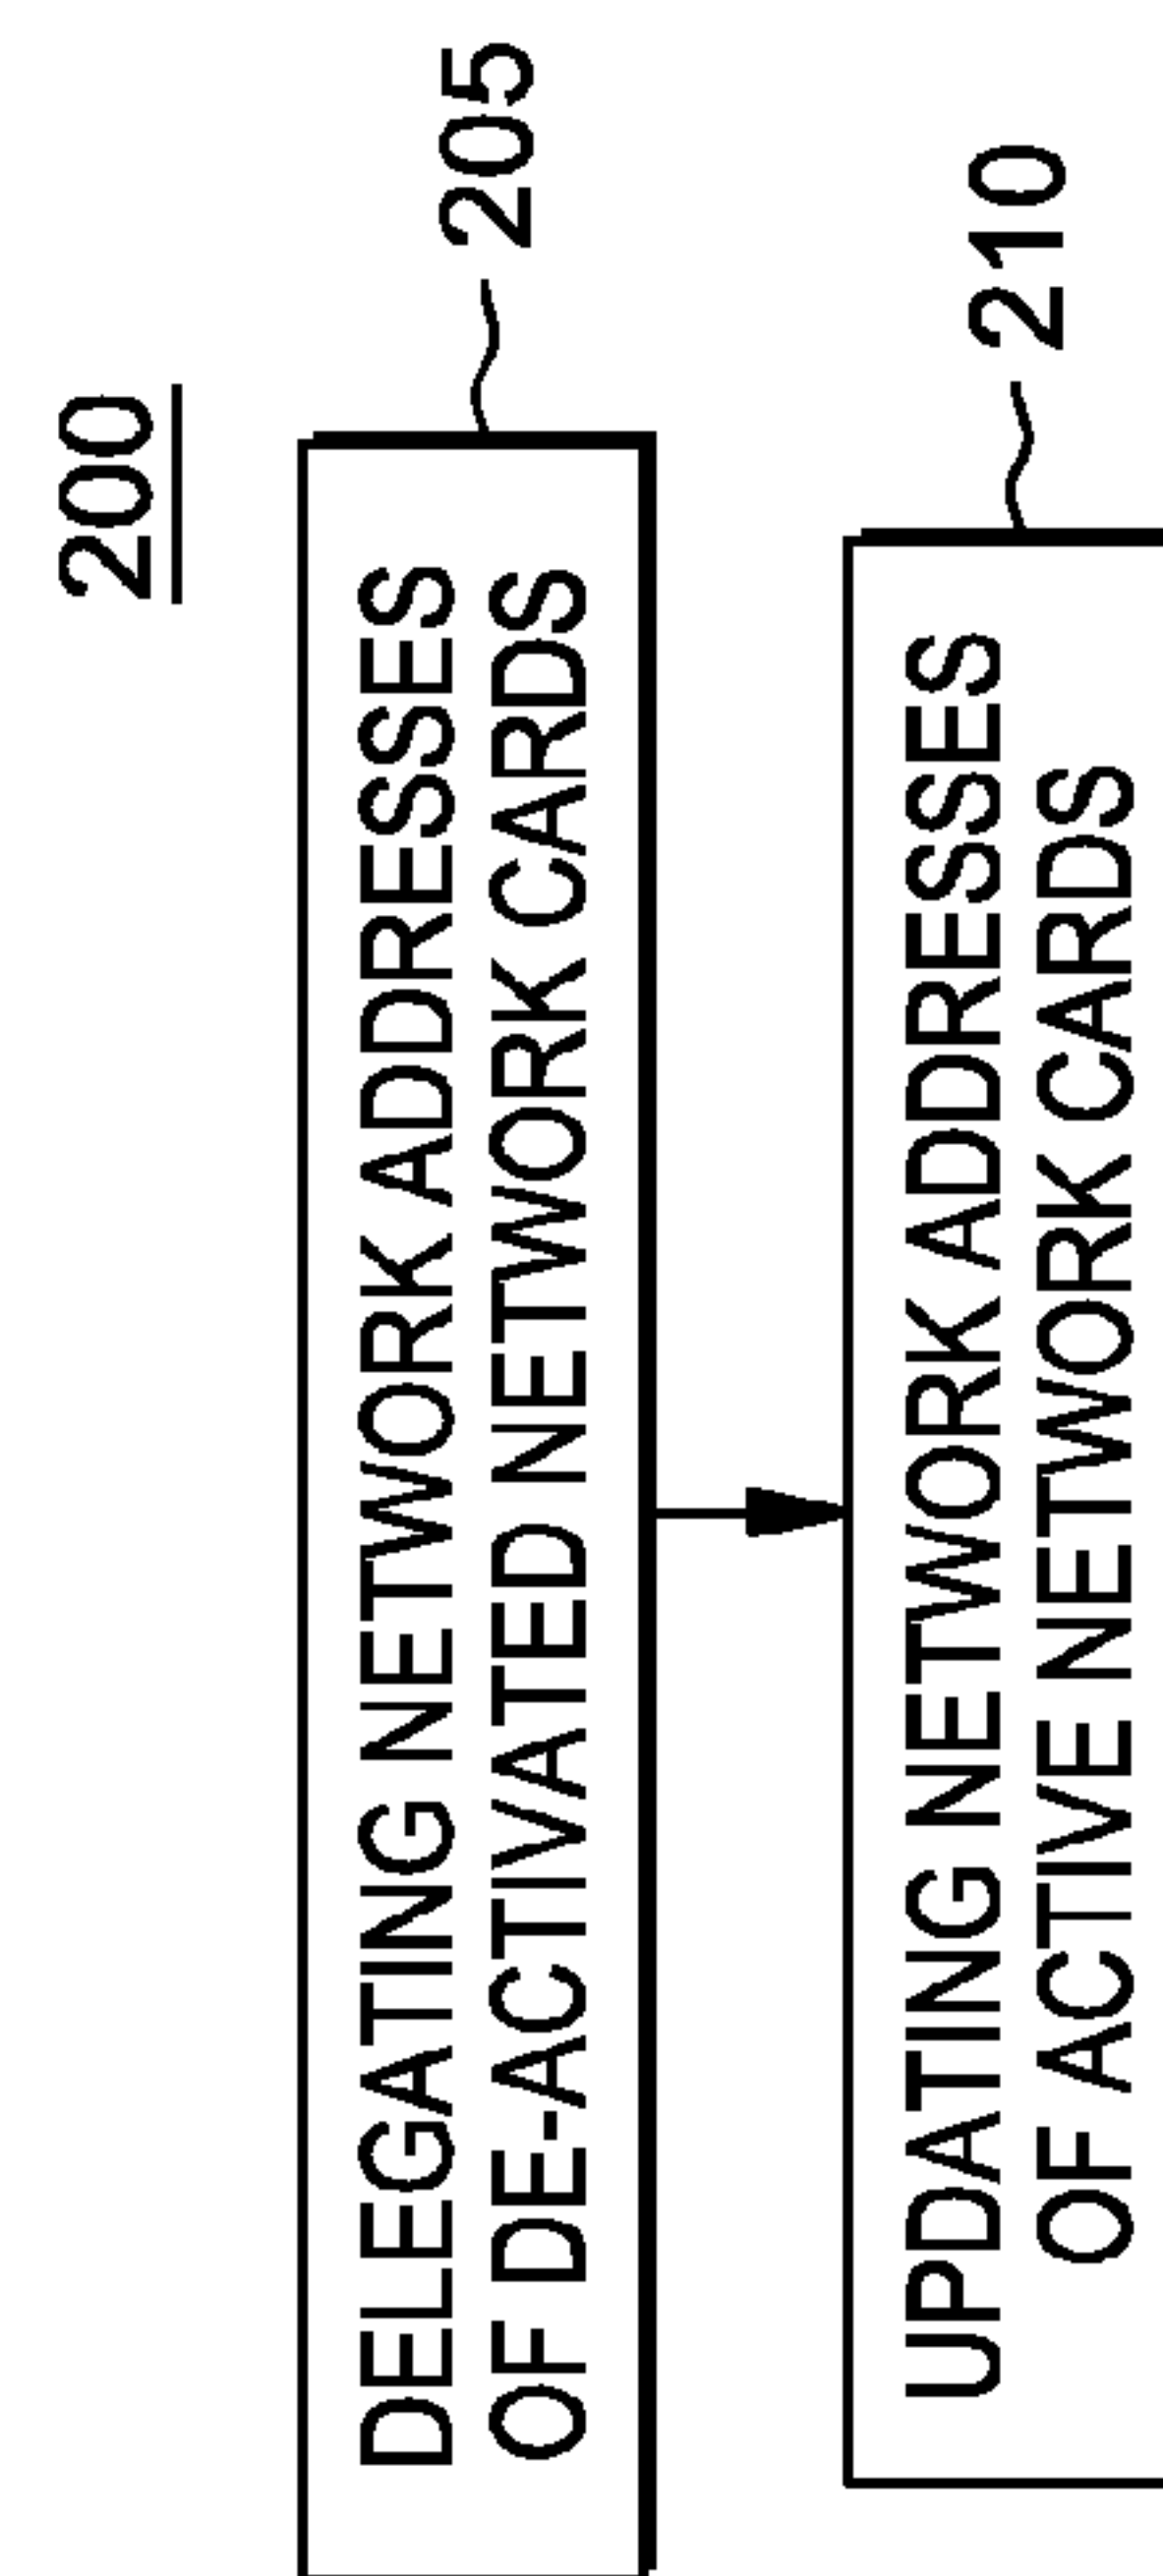 200
DELEGATING NETWORK ADDRESSES
OF DE-ACTIVATED NETWORK CARDS
205
UPDATING NETWORK ADDRESSES
OF ACTIVE NETWORK CARDS
210